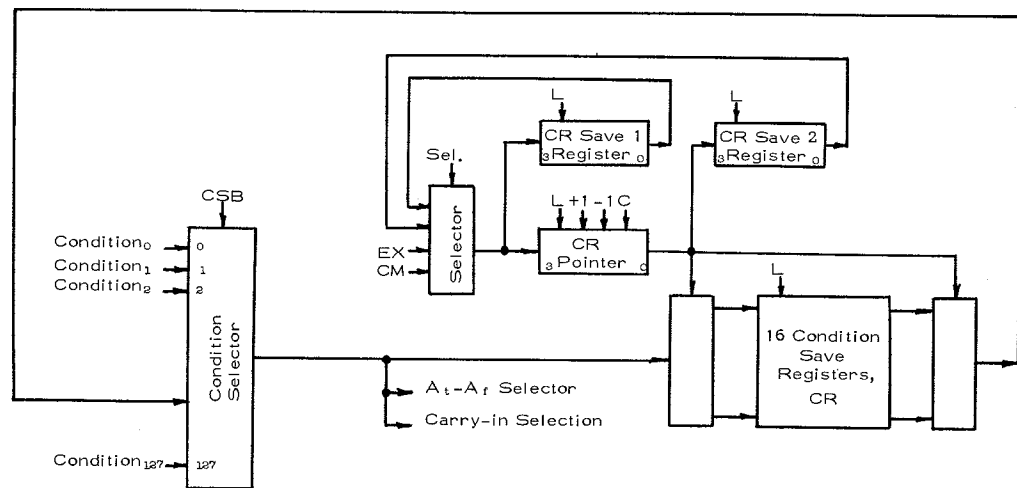 L
CR Save 1
3 Register 0
L
CR Save 2
3 Register 0
Sel.
Selector
EX
CM
L +1 -1 C
CR
3 Pointer 0
CSB
Condition₀ 0
Condition₁ 1
Condition₂ 2
Condition Selector
Condition₁₂₇ 127
L
16 Condition
Save
Registers,
CR
Aₜ-A_f Selector
Carry-in Selection